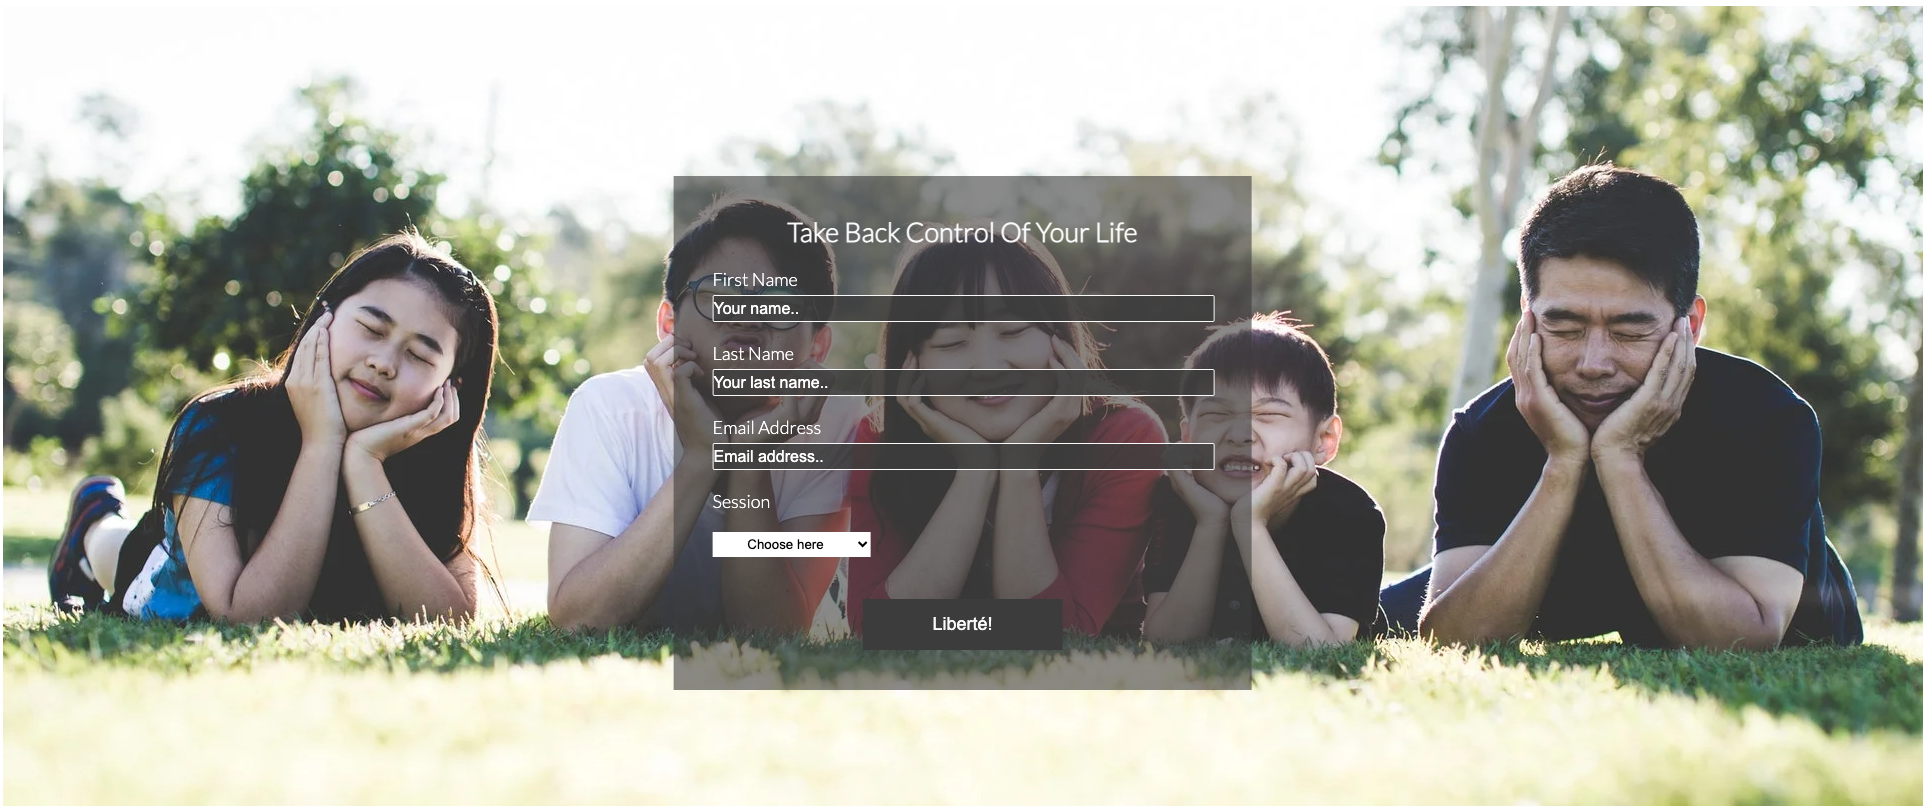 Take Back Control Of Your Life
First Name
Your name..
Last Name
Your last name..
Email Address
Email address..
Session
Choose here
Liberté!